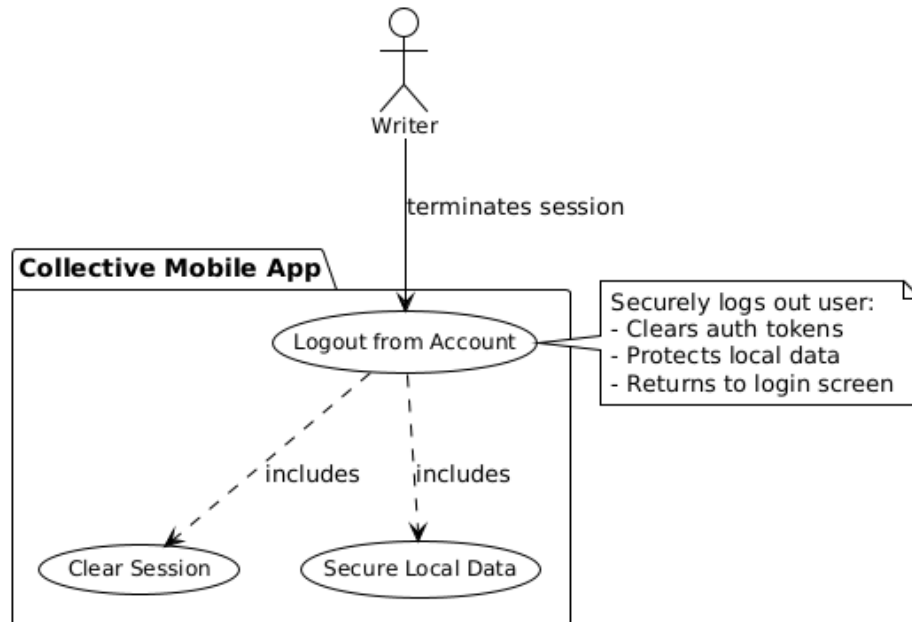 Writer
terminates session
Collective Mobile App
Logout from Account
Securely logs out user:
- Clears auth tokens
- Protects local data
- Returns to login screen
includes
includes
Clear Session
Secure Local Data